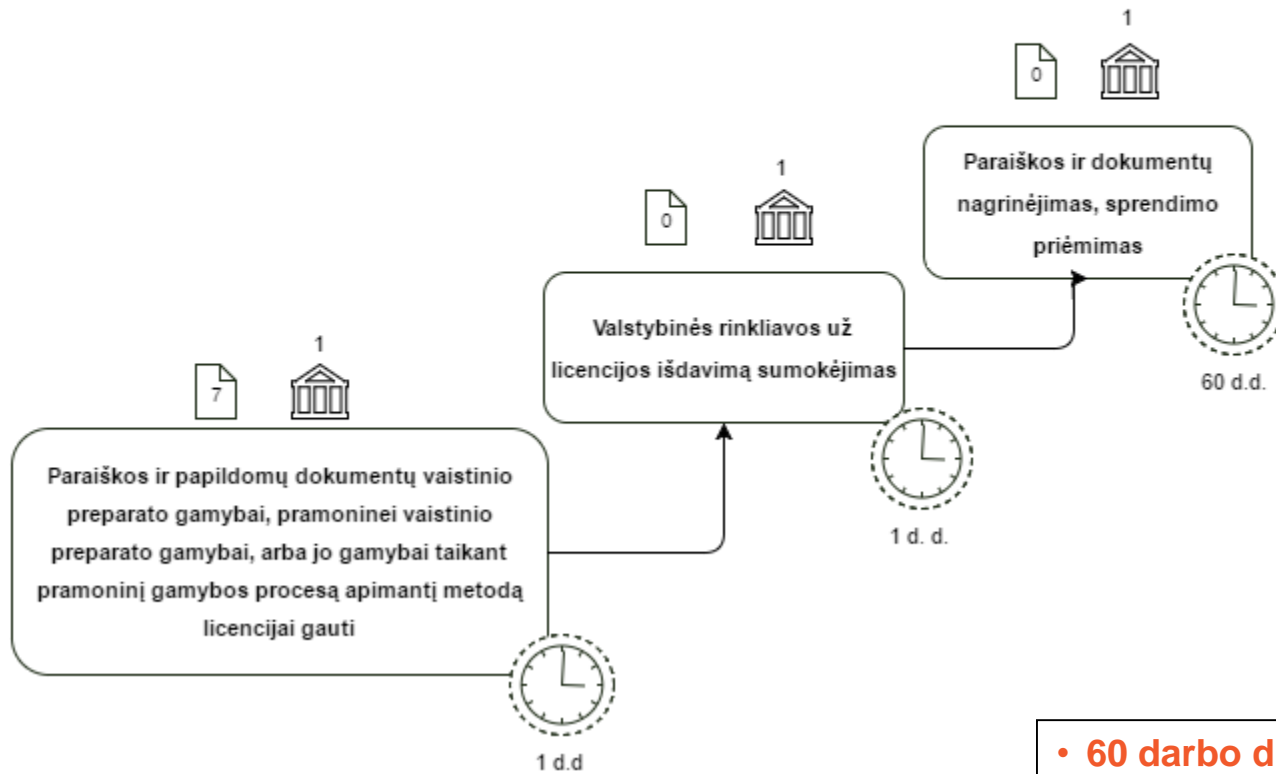 1
0
Paraiškos ir dokumentų
nagrinėjimas, sprendimo
priėmimas
60 d.d.
1
0
Valstybinės rinkliavos už
licencijos išdavimą sumokėjimas
1 d. d.
1
7
Paraiškos ir papildomų dokumentų vaistinio
preparato gamybai, pramoninei vaistinio
preparato gamybai, arba jo gamybai taikant
pramoninį gamybos procesą apimantį metodą
licencijai gauti
1 d.d
• 60 darbo d